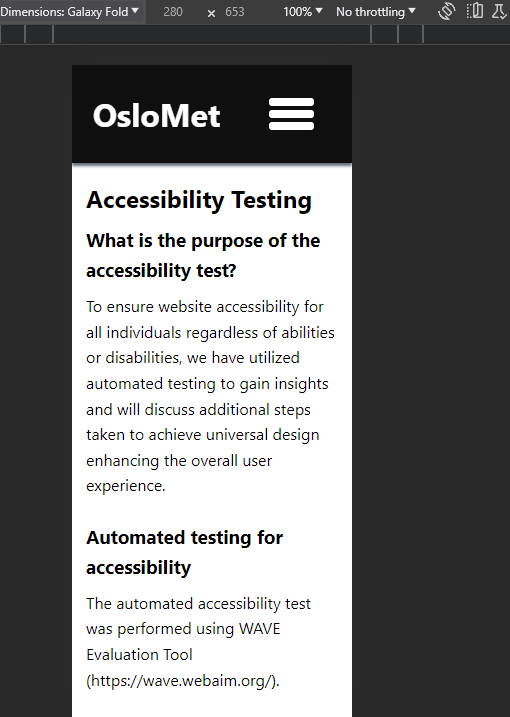 Dimensions: Galaxy Fold 280 × 653 100% No throttling
OsloMet
Accessibility Testing
What is the purpose of the
accessibility test?
To ensure website accessibility for
all individuals regardless of abilities
or disabilities, we have utilized
automated testing to gain insights
and will discuss additional steps
taken to achieve universal design
enhancing the overall user
experience.
Automated testing for
accessibility
The automated accessibility test
was performed using WAVE
Evaluation Tool
(https://wave.webaim.org/).